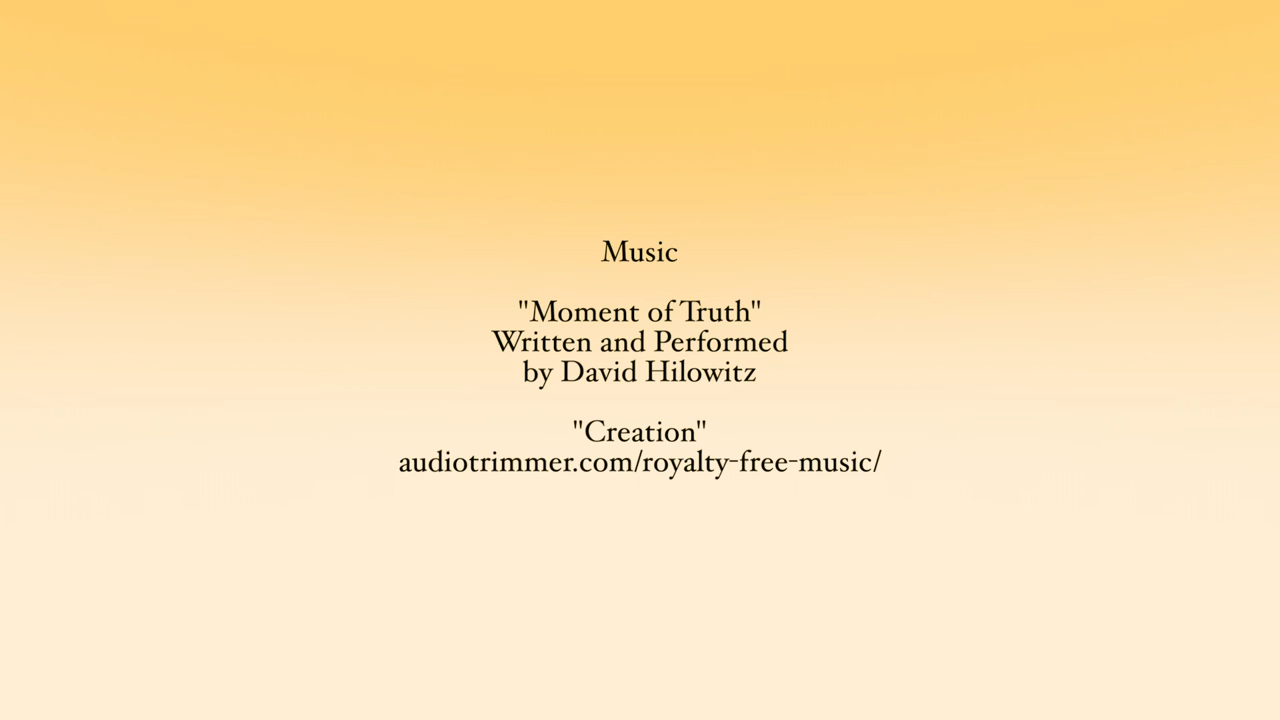 Music
"Moment of Truth"
Written and Performed
by David Hilowitz
"Creation"
audiotrimmer.com/royalty-free-music/